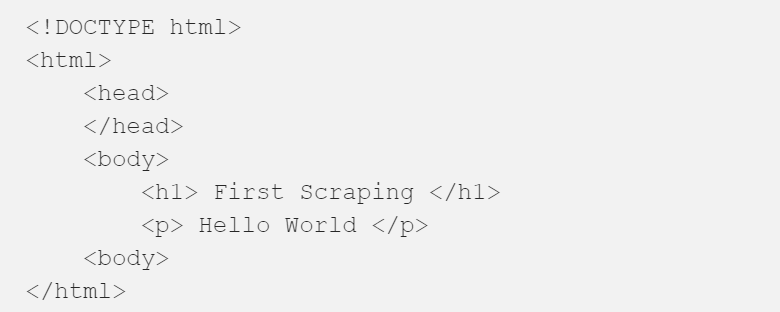 <!DOCTYPE html>
<html>
    <head>
    </head>
    <body>
        <h1> First Scraping </h1>
        <p> Hello World </p>
    <body>
</html>